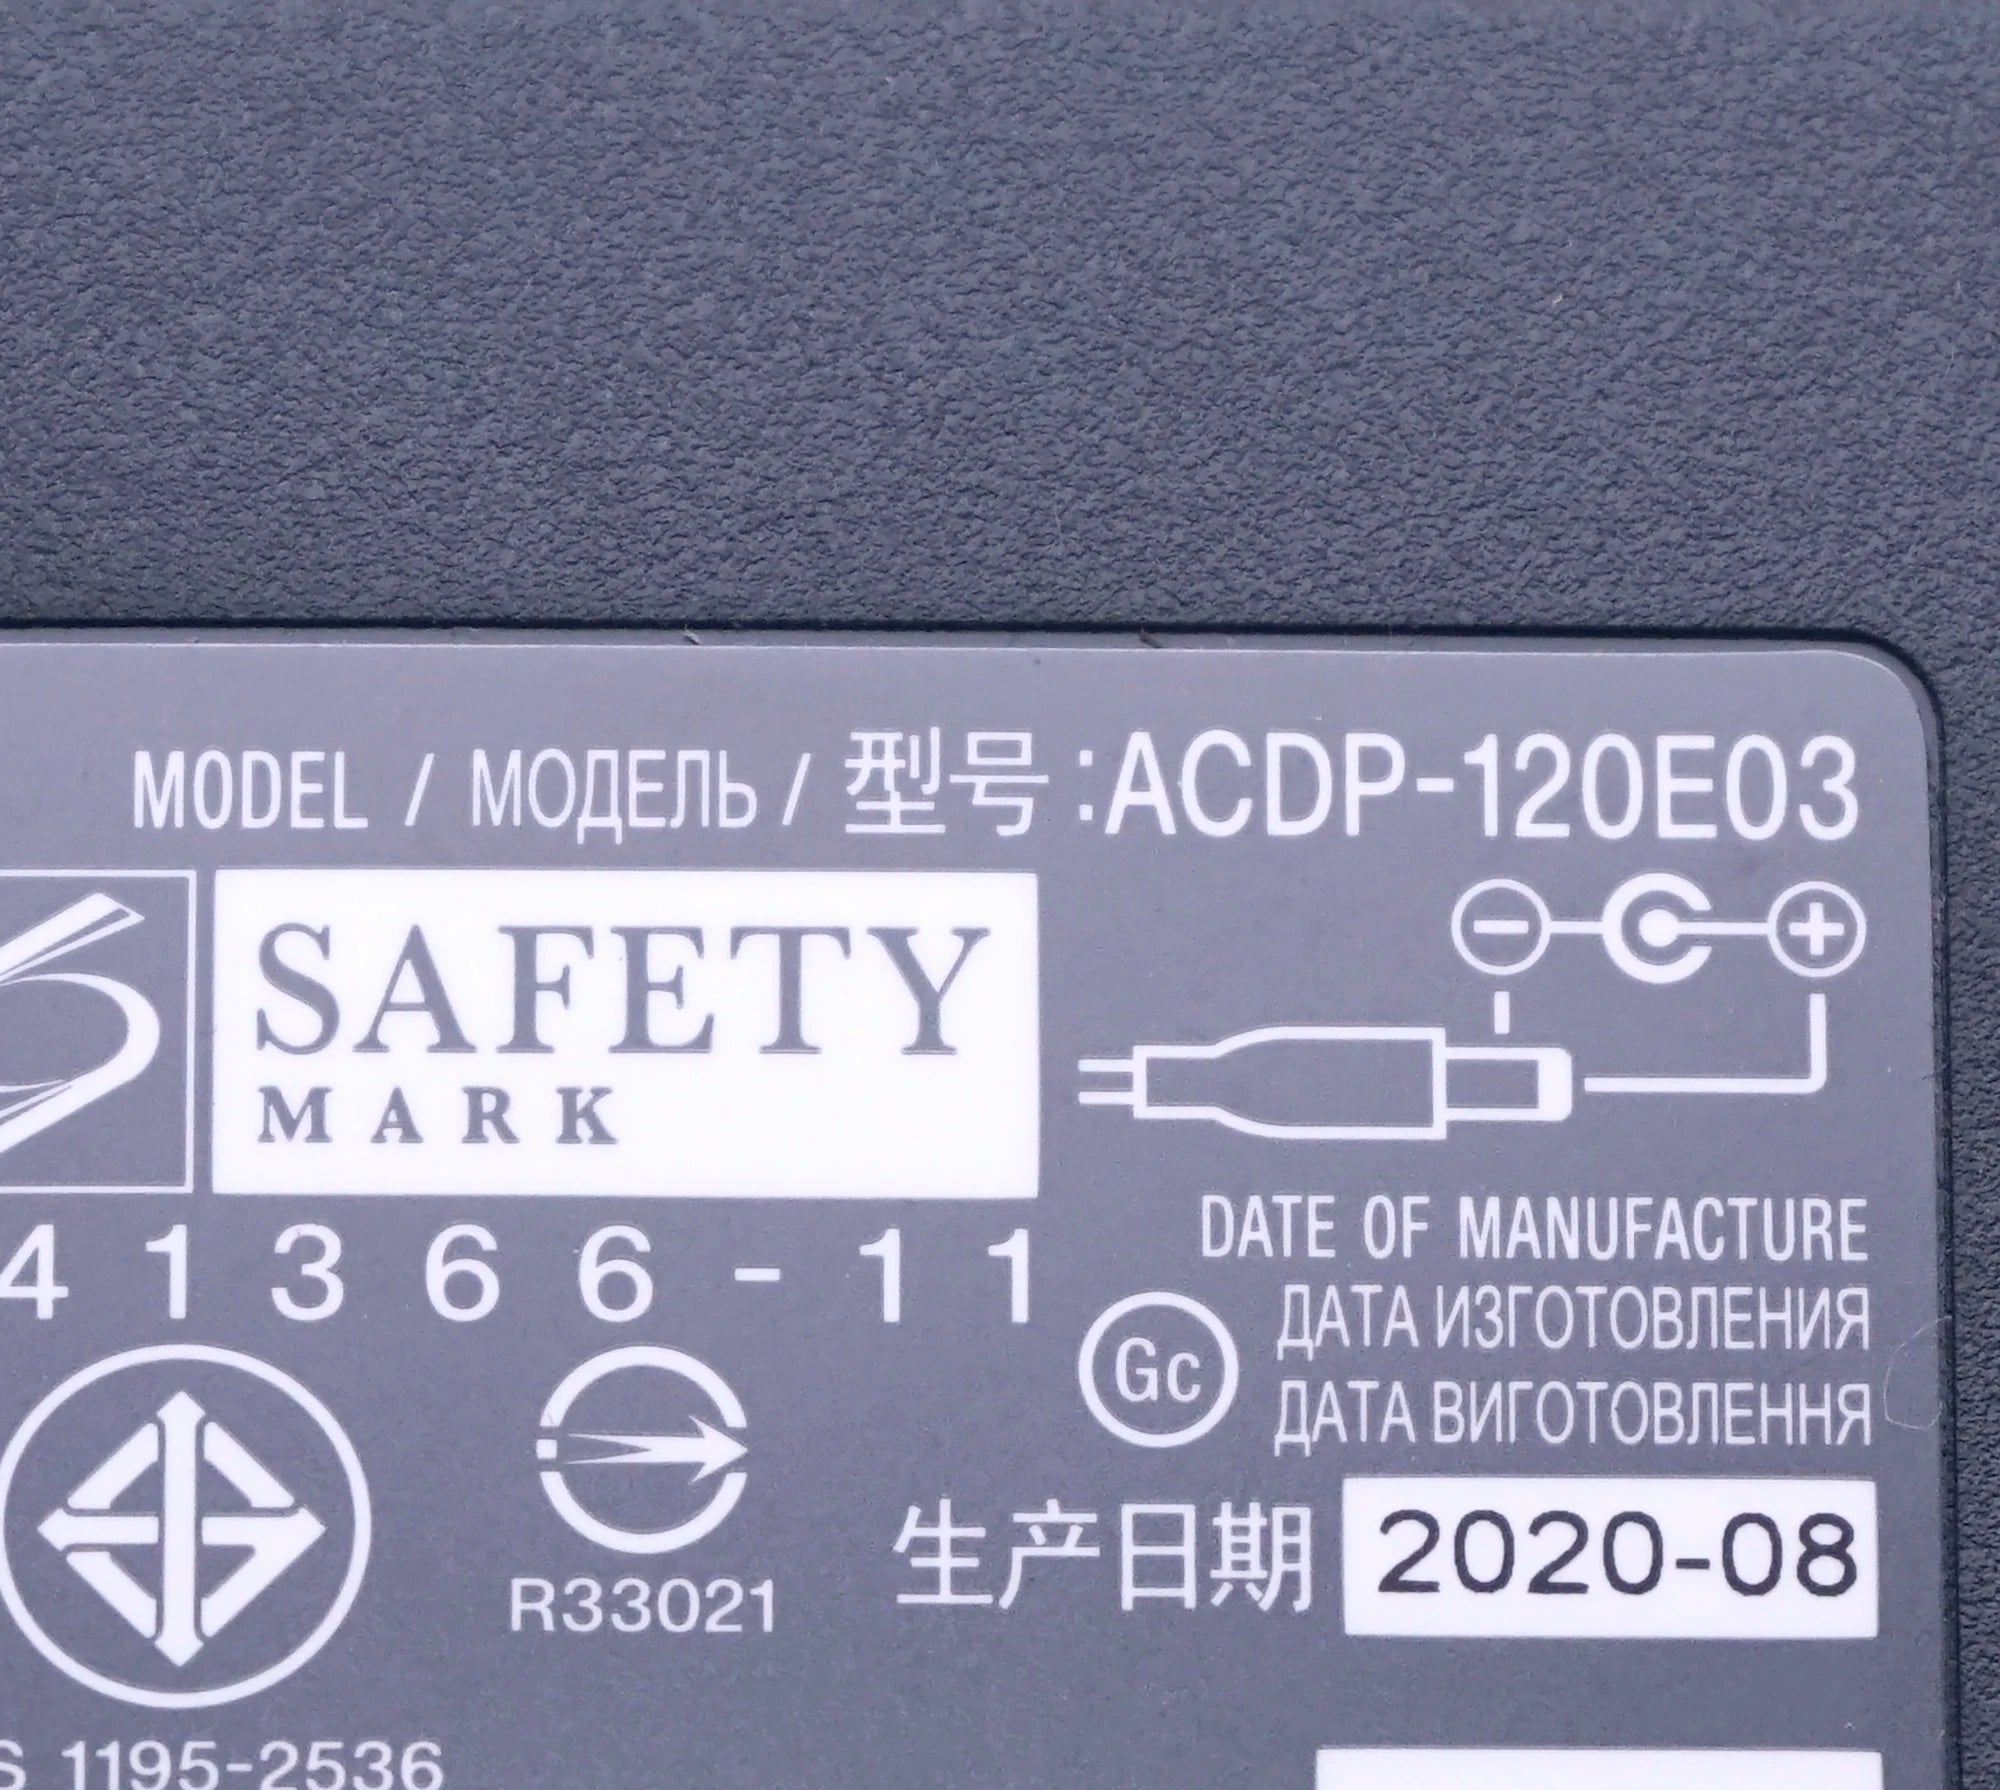 MODEL / МОДЕЛЬ / 型号 :ACDP-120E03
SAFETY
MARK
41366-11
DATE OF MANUFACTURE
ДАТА ИЗГОТОВЛЕНИЯ
Gc
ДАТА ВИГОТОВЛЕННЯ
生产日期 2020-08
R33021
S 1195-2536